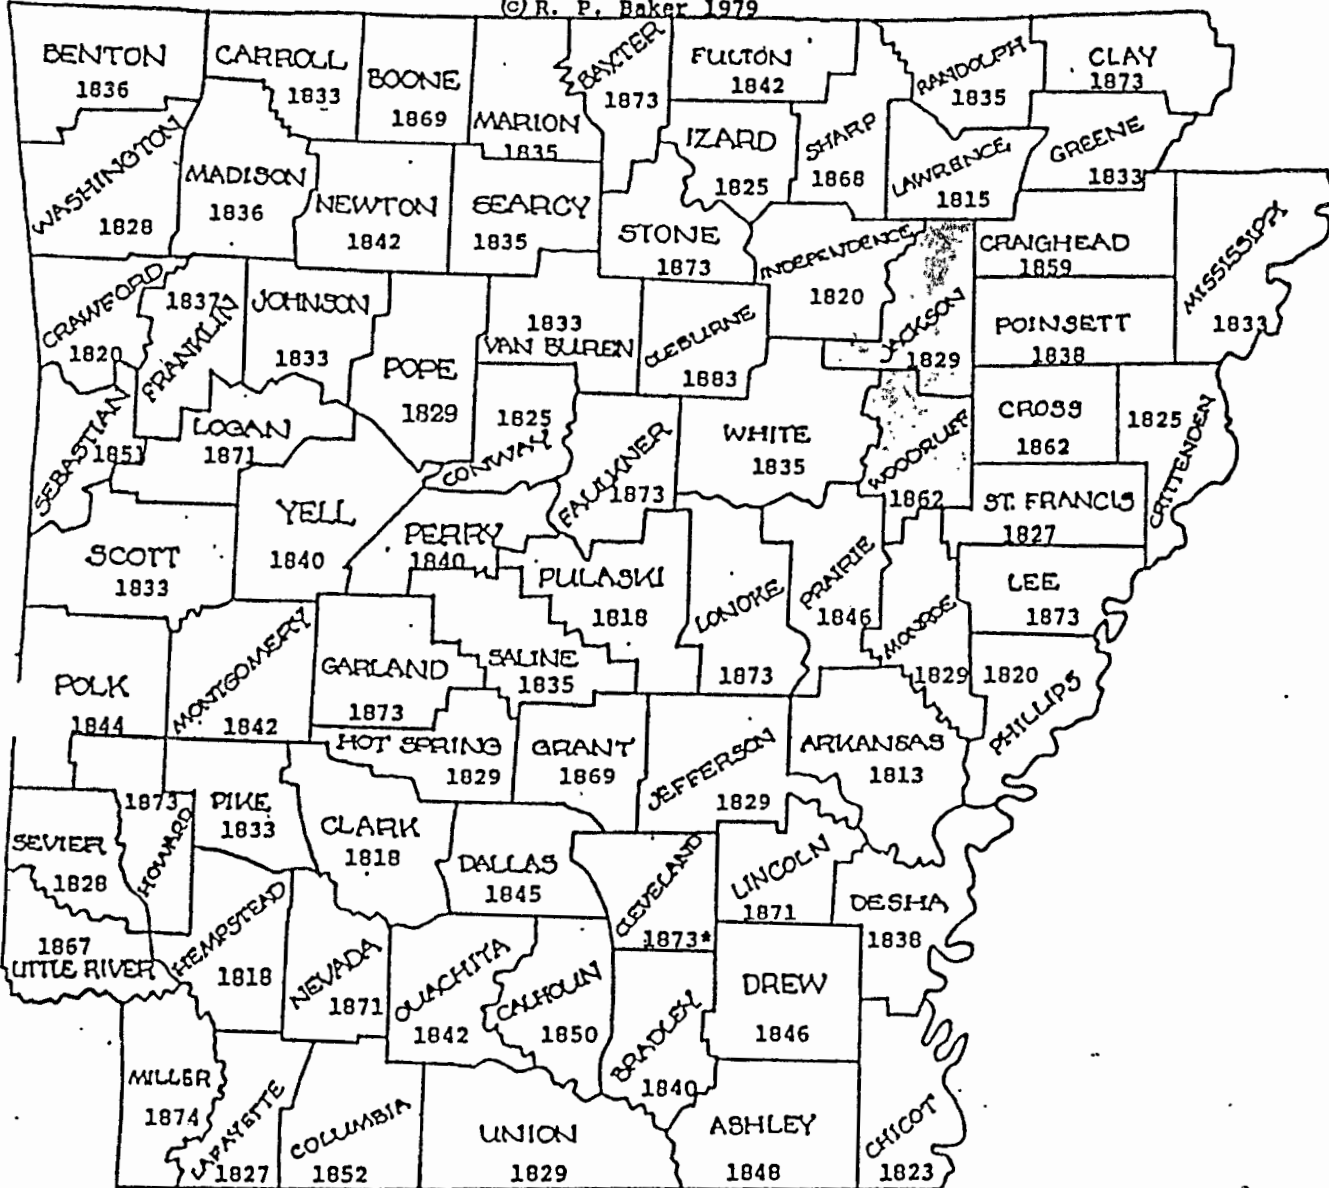 © R. P. Baker 1979
BENTON
1836
CARROLL
1833
BOONE
1869
MARION
1835
BAXTER
1873
FULTON
1842
RANDOLPH
1835
CLAY
1873
WASHINGTON
1828
MADISON
1836
NEWTON
1842
SEARCY
1835
STONE
1873
IZARD
1825
SHARP
1868
LAWRENCE
1815
GREENE
1833
CRAWFORD
1820
1837
FRANKLIN
JOHNSON
1833
POPE
1829
1833
VAN BUREN
CLEBURNE
1883
INDEPENDENCE
1820
JACKSON
1829
CRAIGHEAD
1859
POINSETT
1838
MISSISSIPPI
1833
SEBASTIAN
1851
LOGAN
1871
1825
CONWAY
FAULKNER
1873
WHITE
1835
WOODRUFF
1862
CROSS
1862
1825
CRITTENDEN
ST. FRANCIS
1827
SCOTT
1833
YELL
1840
PERRY
1840
PULASKI
1818
LONOKE
1873
PRAIRIE
1846
MONROE
1829
LEE
1873
1820
PHILLIPS
POLK
1844
MONTGOMERY
1842
GARLAND
1873
SALINE
1835
HOT SPRING
1829
GRANT
1869
JEFFERSON
1829
ARKANSAS
1813
SEVIER
1828
1873
HOWARD
PIKE
1833
CLARK
1818
DALLAS
1845
CLEVELAND
1873*
LINCOLN
1871
DESHA
1838
1867
LITTLE RIVER
HEMPSTEAD
1818
NEVADA
1871
OUACHITA
1842
CALHOUN
1850
BRADLEY
1840
DREW
1846
MILLER
1874
LAFAYETTE
1827
COLUMBIA
1852
UNION
1829
ASHLEY
1848
CHICOT
1823